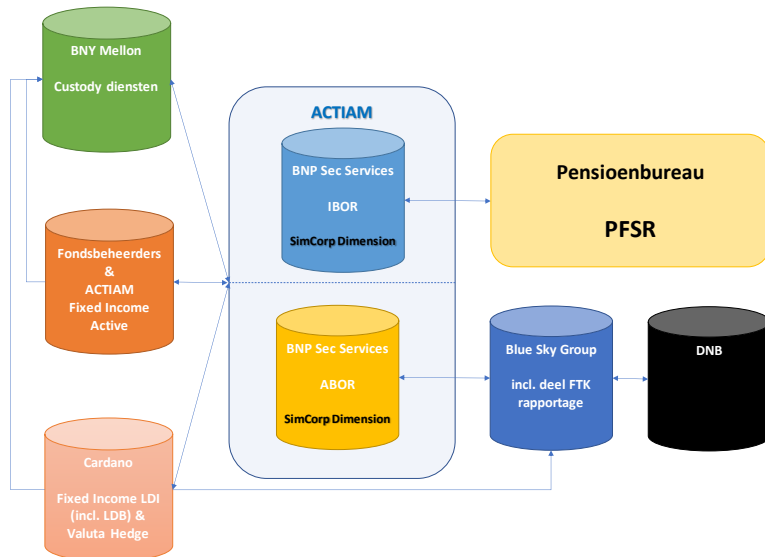 BNY Mellon
Custody diensten
ACTIAM
BNP Sec Services
IBOR
SimCorp Dimension
Pensioenbureau
PFSR
Fondsbeheerders
&
ACTIAM
Fixed Income
Active
BNP Sec Services
ABOR
SimCorp Dimension
Blue Sky Group
incl. deel FTK
rapportage
DNB
Cardano
Fixed Income LDI
(incl. LDB) &
Valuta Hedge